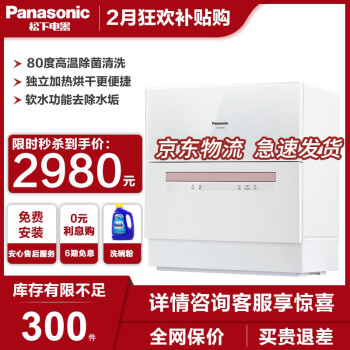 Panasonic
松下电器
2月狂欢补贴购
80度高温除菌清洗
独立加热烘干更便捷
软水功能去除水垢
Panasonic
限时秒杀到手价：
2980元
京东物流 急速发货
免费
安装
0元
利息购
安心售后服务
6期免息
洗碗粉
库存有限不足
300件
详情咨询客服享惊喜
全网保价
买贵退差